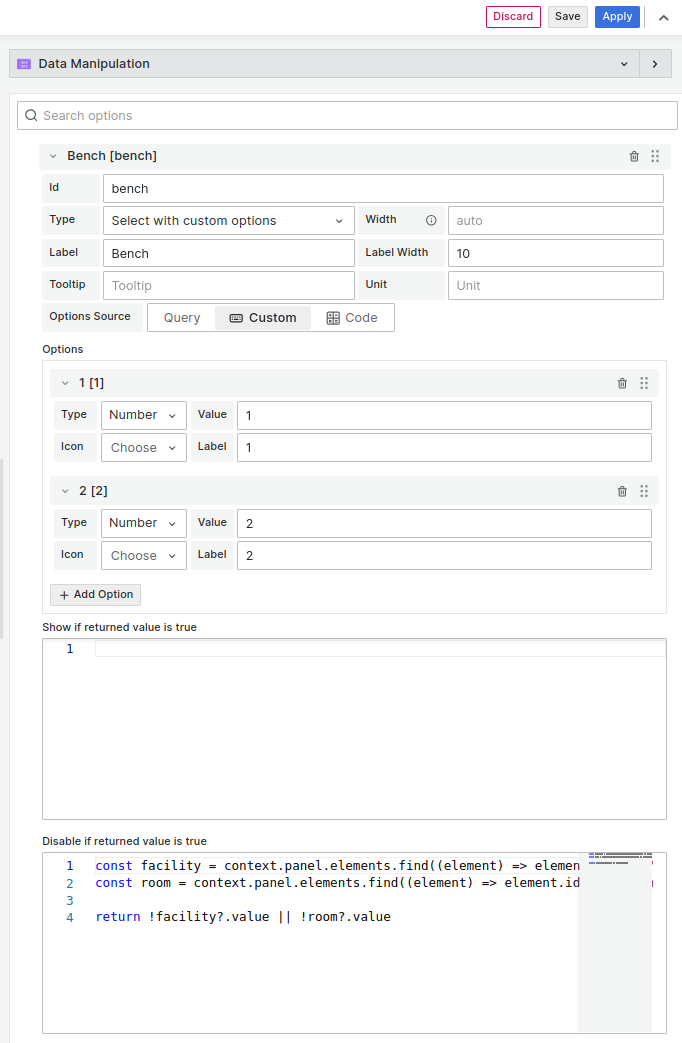 Discard Save Apply
Data Manipulation
Search options
Bench [bench]
Id bench
Type Select with custom options Width auto
Label Bench Label Width 10
Tooltip Tooltip Unit Unit
Options Source Query Custom Code
Options
1 [1]
Type Number Value 1
Icon Choose Label 1
2 [2]
Type Number Value 2
Icon Choose Label 2
Add Option
Show if returned value is true
1
Disable if returned value is true
1 const facility = context.panel.elements.find((element) => elemen
2 const room = context.panel.elements.find((element) => element.id
3
4 return !facility?.value || !room?.value